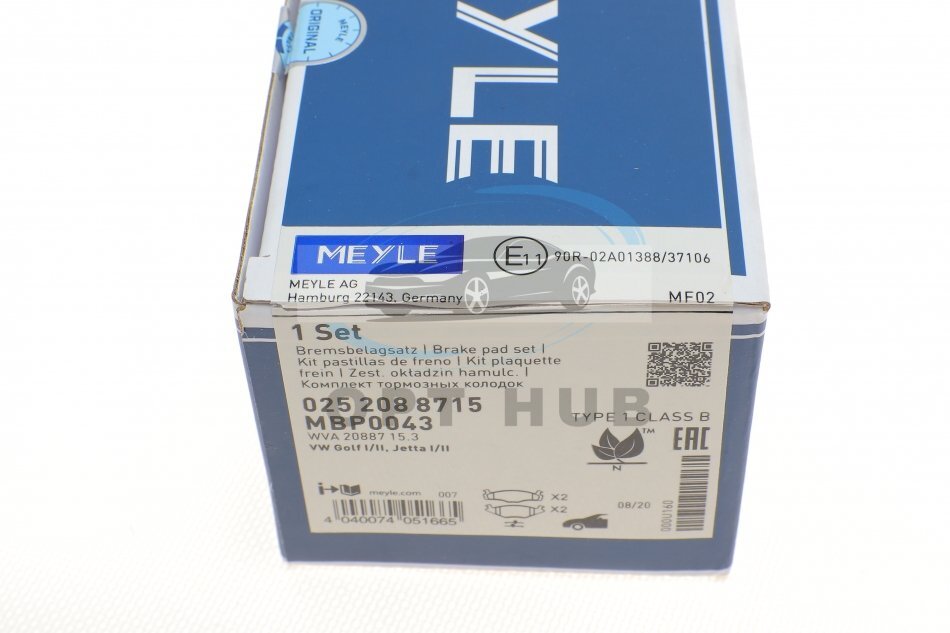 ORIGINAL
MEYLE
YLE
MEYLE
E11 90R-02A01388/37106
MEYLE AG
Hamburg 22143, Germany
MF02
1 Set
Bremsbelagsatz | Brake pad set |
Kit pastillas de freno | Kit plaquette
frein | Zest. okładzin hamulc. |
Комплект тормозных колодок
OPT HUB
025 208 8715
MBP0043
WVA 20887 15.3
VW Golf I/II, Jetta I/II
TYPE 1 CLASS B
TM
N
EAC
meyle.com 007
X2
X2
08/20
000U160
4 040074 051665